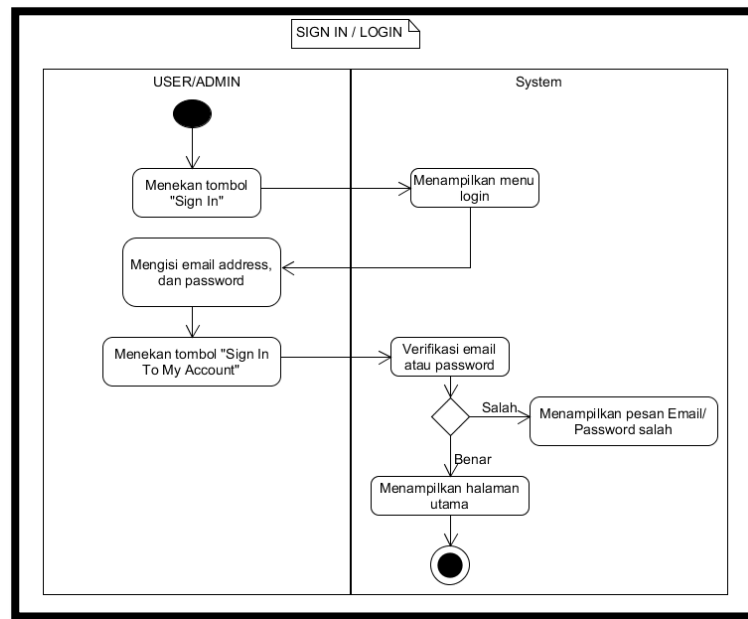 SIGN IN / LOGIN
USER/ADMIN
System
Menekan tombol
"Sign In"
Menampilkan menu
login
Mengisi email address,
dan password
Menekan tombol "Sign In
To My Account"
Verifikasi email
atau password
Salah
Menampilkan pesan Email/
Password salah
Benar
Menampilkan halaman
utama